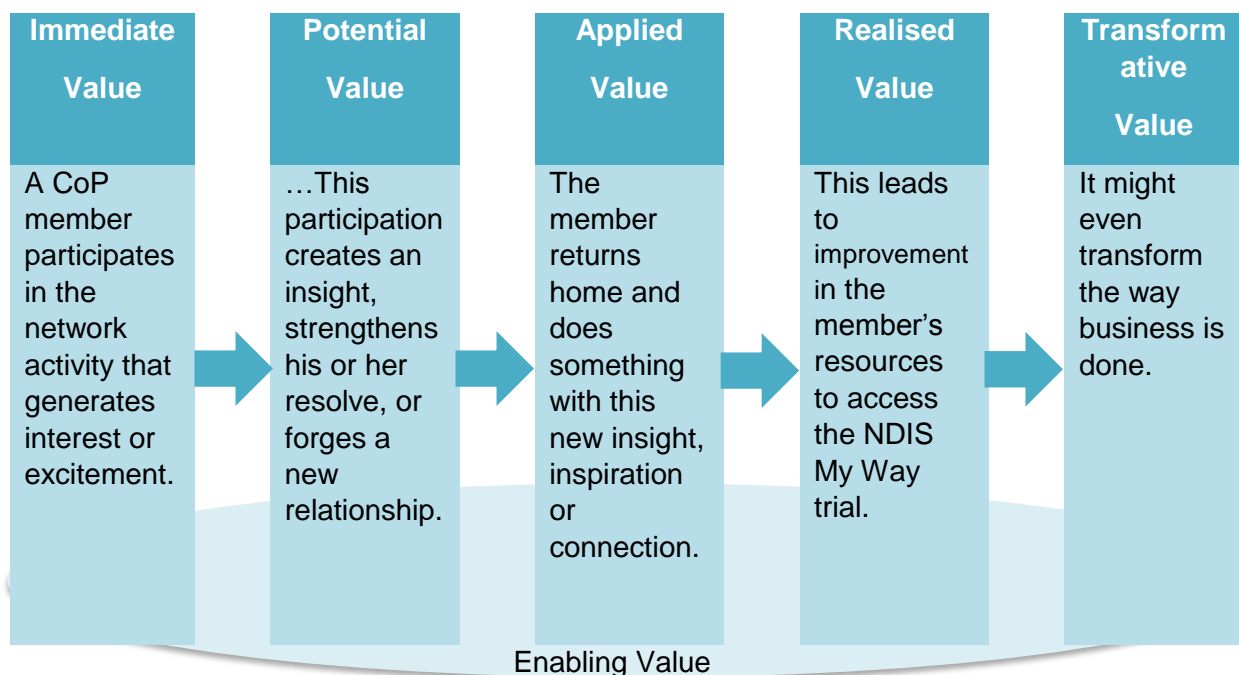 Immediate
Value
A CoP
member
participates
in the
network
activity that
generates
interest or
excitement.
Potential
Value
…This
participation
creates an
insight,
strengthens
his or her
resolve, or
forges a
new
relationship.
Applied
Value
The
member
returns
home and
does
something
with this
new insight,
inspiration
or
connection.
Realised
Value
This leads
to
improvement
in the
member’s
resources
to access
the NDIS
My Way
trial.
Transform
ative
Value
It might
even
transform
the way
business is
done.
Enabling Value